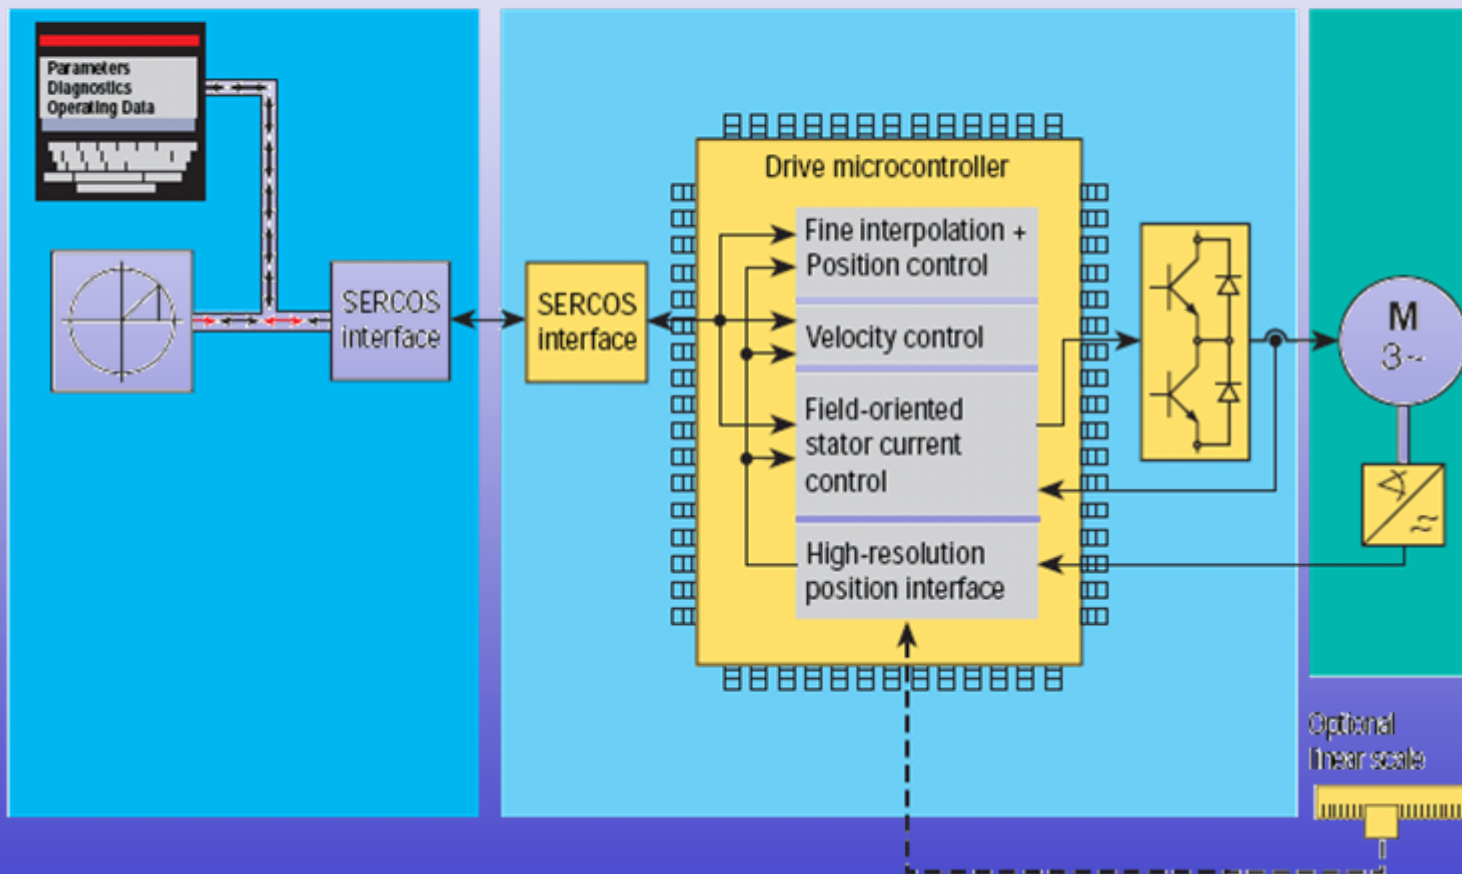 Parameters
Diagnostics
Operating Data
SERCOS
interface
SERCOS
interface
Drive microcontroller
Fine interpolation +
Position control
Velocity control
Field-oriented
stator current
control
High-resolution
position interface
M
3~
Optional
linear scale